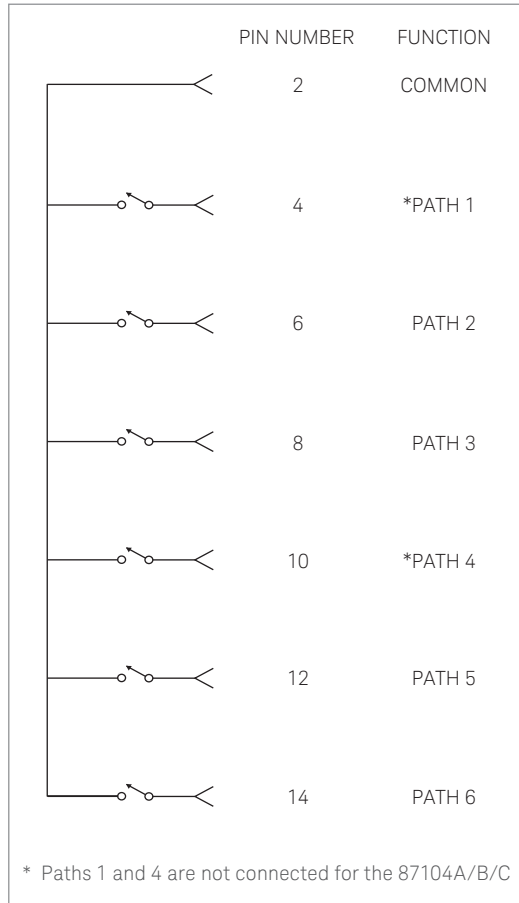 PIN NUMBER FUNCTION
2 COMMON
4 *PATH 1
6 PATH 2
8 PATH 3
10 *PATH 4
12 PATH 5
14 PATH 6
* Paths 1 and 4 are not connected for the 87104A/B/C